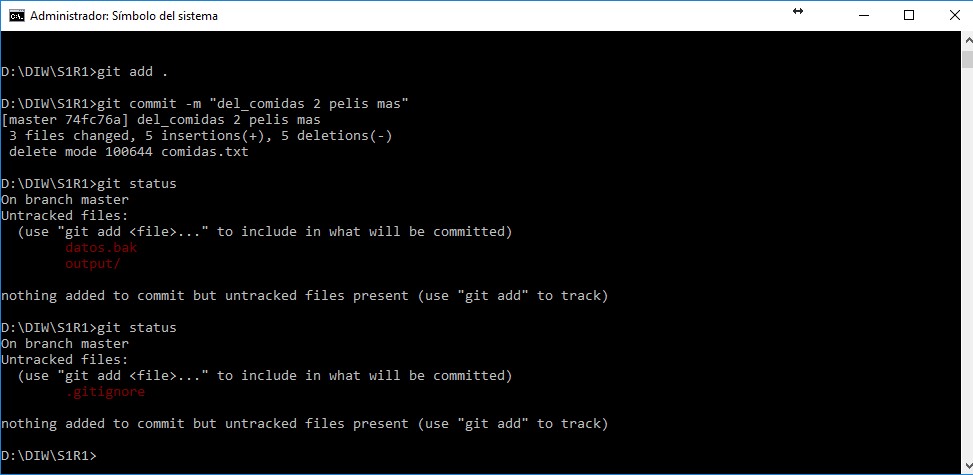 Administrador: Símbolo del sistema
D:\DIW\S1R1>git add .
D:\DIW\S1R1>git commit -m "del_comidas 2 pelis mas"
[master 74fc76a] del_comidas 2 pelis mas
 3 files changed, 5 insertions(+), 5 deletions(-)
 delete mode 100644 comidas.txt
D:\DIW\S1R1>git status
On branch master
Untracked files:
  (use "git add <file>..." to include in what will be committed)
        datos.bak
        output/
nothing added to commit but untracked files present (use "git add" to track)
D:\DIW\S1R1>git status
On branch master
Untracked files:
  (use "git add <file>..." to include in what will be committed)
        .gitignore
nothing added to commit but untracked files present (use "git add" to track)
D:\DIW\S1R1>